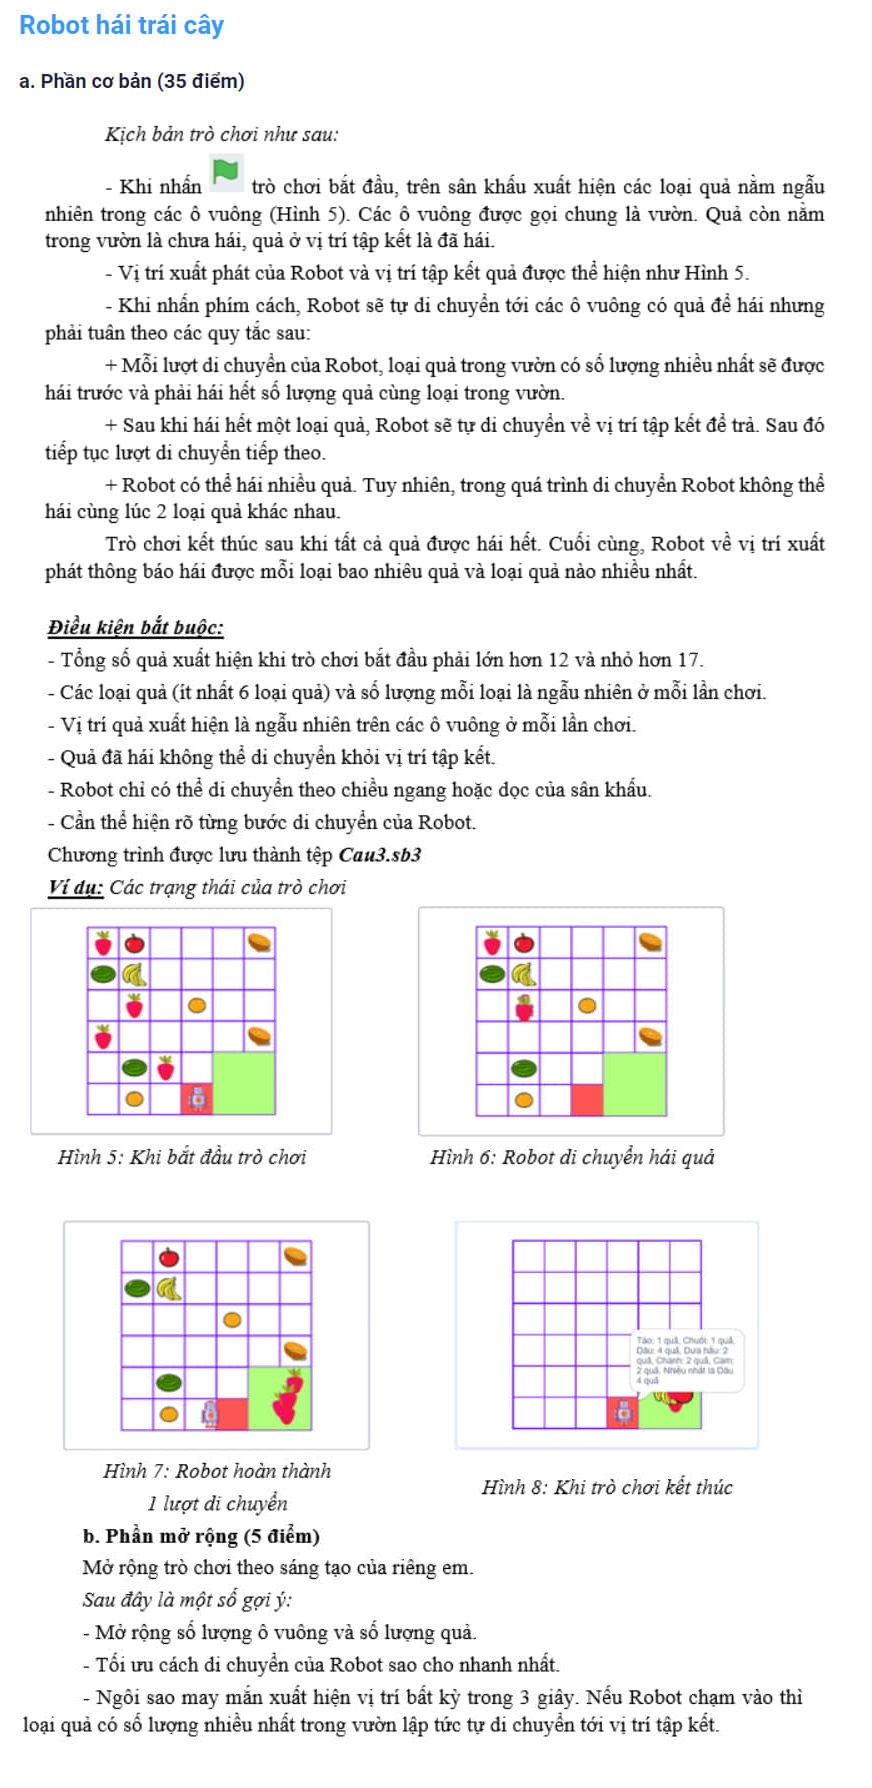 Robot hái trái cây
a. Phần cơ bản (35 điểm)
Kịch bản trò chơi như sau:
- Khi nhấn trò chơi bắt đầu, trên sân khấu xuất hiện các loại quả nằm ngẫu
nhiên trong các ô vuông (Hình 5). Các ô vuông được gọi chung là vườn. Quả còn nằm
trong vườn là chưa hái, quả ở vị trí tập kết là đã hái.
- Vị trí xuất phát của Robot và vị trí tập kết quả được thể hiện như Hình 5.
- Khi nhấn phím cách, Robot sẽ tự di chuyển tới các ô vuông có quả để hái nhưng
phải tuân theo các quy tắc sau:
+ Mỗi lượt di chuyển của Robot, loại quả trong vườn có số lượng nhiều nhất sẽ được
hái trước và phải hái hết số lượng quả cùng loại trong vườn.
+ Sau khi hái hết một loại quả, Robot sẽ tự di chuyển về vị trí tập kết để trả. Sau đó
tiếp tục lượt di chuyển tiếp theo.
+ Robot có thể hái nhiều quả. Tuy nhiên, trong quá trình di chuyển Robot không thể
hái cùng lúc 2 loại quả khác nhau.
Trò chơi kết thúc sau khi tất cả quả được hái hết. Cuối cùng, Robot về vị trí xuất
phát thông báo hái được mỗi loại bao nhiêu quả và loại quả nào nhiều nhất.
Điều kiện bắt buộc:
- Tổng số quả xuất hiện khi trò chơi bắt đầu phải lớn hơn 12 và nhỏ hơn 17.
- Các loại quả (ít nhất 6 loại quả) và số lượng mỗi loại là ngẫu nhiên ở mỗi lần chơi.
- Vị trí quả xuất hiện là ngẫu nhiên trên các ô vuông ở mỗi lần chơi.
- Quả đã hái không thể di chuyển khỏi vị trí tập kết.
- Robot chỉ có thể di chuyển theo chiều ngang hoặc dọc của sân khấu.
- Cần thể hiện rõ từng bước di chuyển của Robot.
Chương trình được lưu thành tệp Cau3.sb3
Ví dụ: Các trạng thái của trò chơi
Hình 5: Khi bắt đầu trò chơi
Hình 6: Robot di chuyển hái quả
Táo: 1 quả, Chuối: 1 quả,
Dâu: 4 quả, Dưa hấu: 2
quả, Chanh: 2 quả, Cam:
2 quả. Nhiều nhất là Dâu
4 quả
Hình 7: Robot hoàn thành
1 lượt di chuyển
Hình 8: Khi trò chơi kết thúc
b. Phần mở rộng (5 điểm)
Mở rộng trò chơi theo sáng tạo của riêng em.
Sau đây là một số gợi ý:
- Mở rộng số lượng ô vuông và số lượng quả.
- Tối ưu cách di chuyển của Robot sao cho nhanh nhất.
- Ngôi sao may mắn xuất hiện vị trí bất kỳ trong 3 giây. Nếu Robot chạm vào thì
loại quả có số lượng nhiều nhất trong vườn lập tức tự di chuyển tới vị trí tập kết.